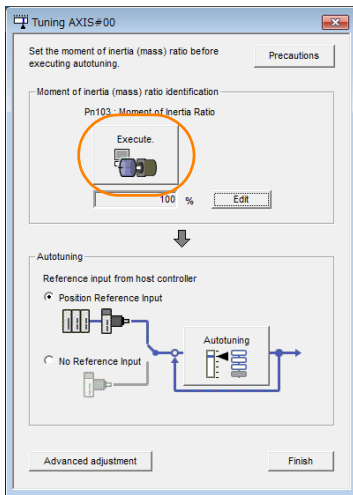 Tuning AXIS#00
Set the moment of inertia (mass) ratio before
executing autotuning.
Precautions
Moment of inertia (mass) ratio identification
Pn103 : Moment of Inertia Ratio
Execute.
100 % Edit
Autotuning
Reference input from host controller
Position Reference Input
Autotuning
No Reference Input
Advanced adjustment
Finish